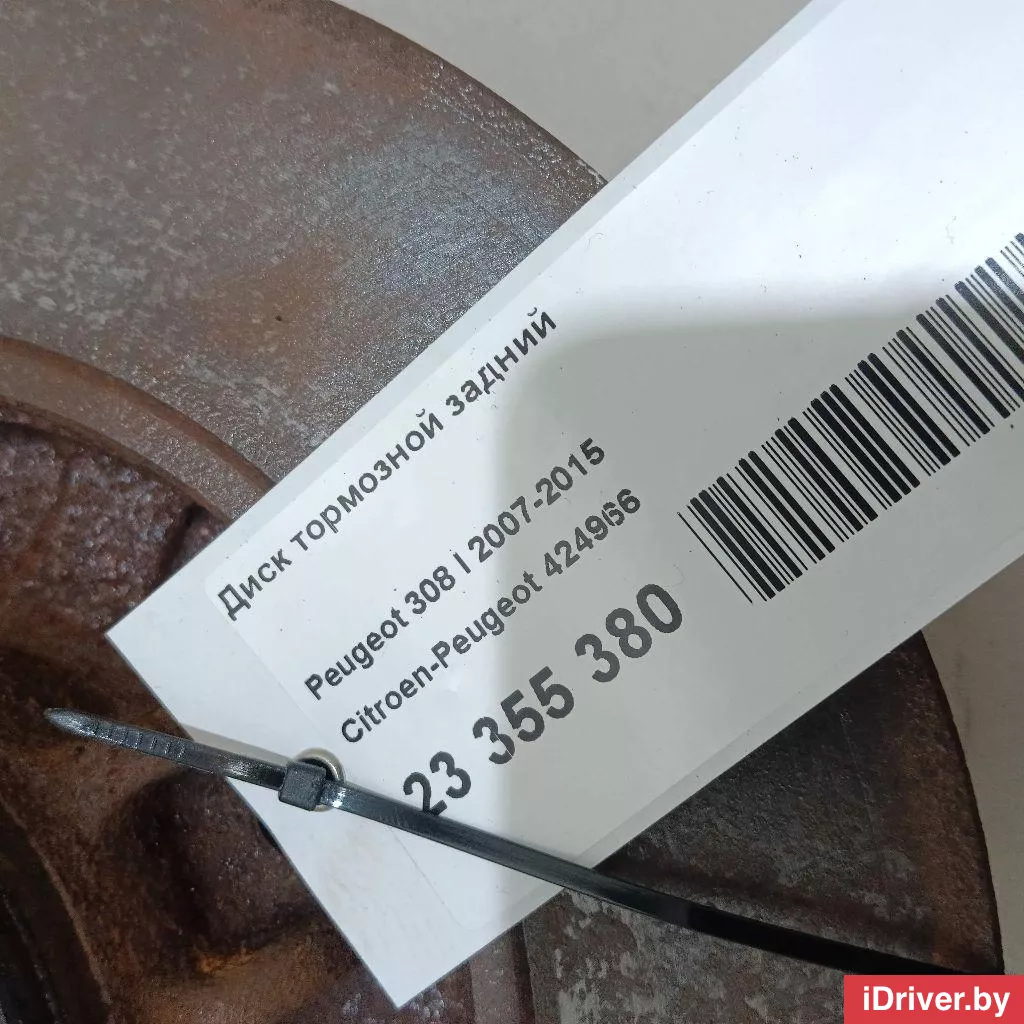 Диск тормозной задний
Peugeot 308 I 2007-2015
Citroen-Peugeot 424966
23 355 380
iDriver.by